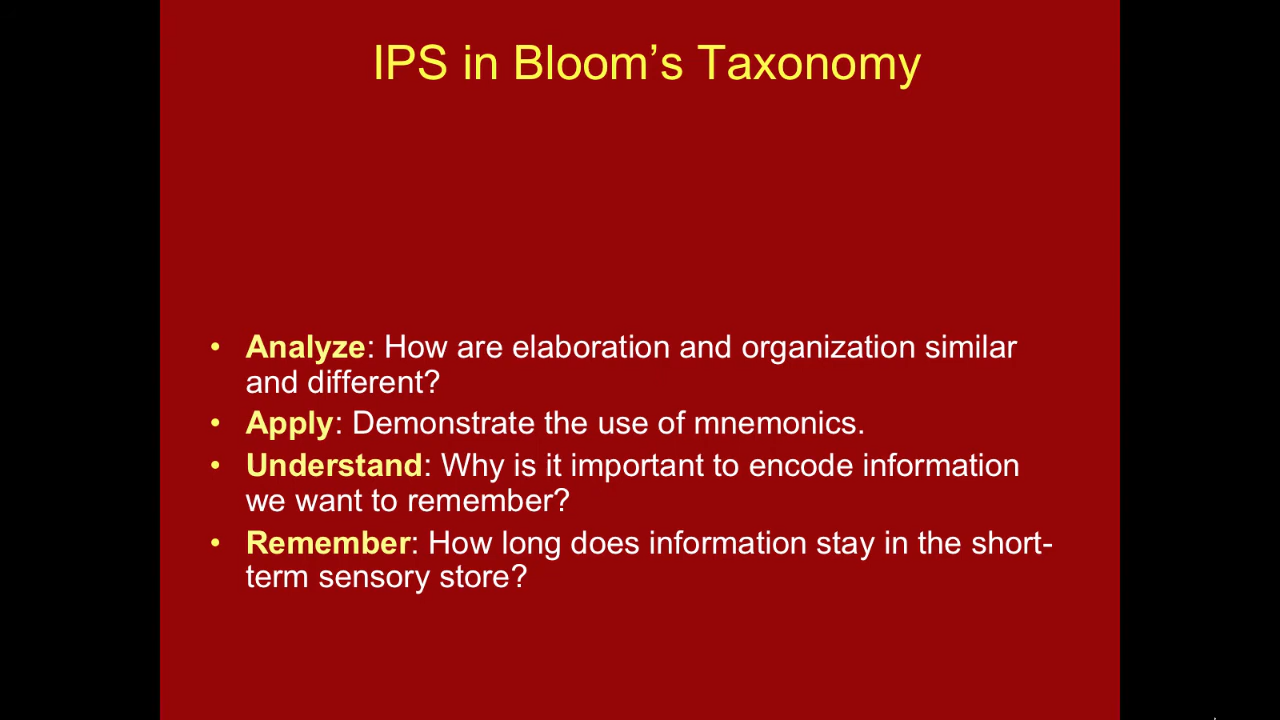 IPS in Bloom’s Taxonomy
• Analyze: How are elaboration and organization similar
and different?
• Apply: Demonstrate the use of mnemonics.
• Understand: Why is it important to encode information
we want to remember?
• Remember: How long does information stay in the short-
term sensory store?